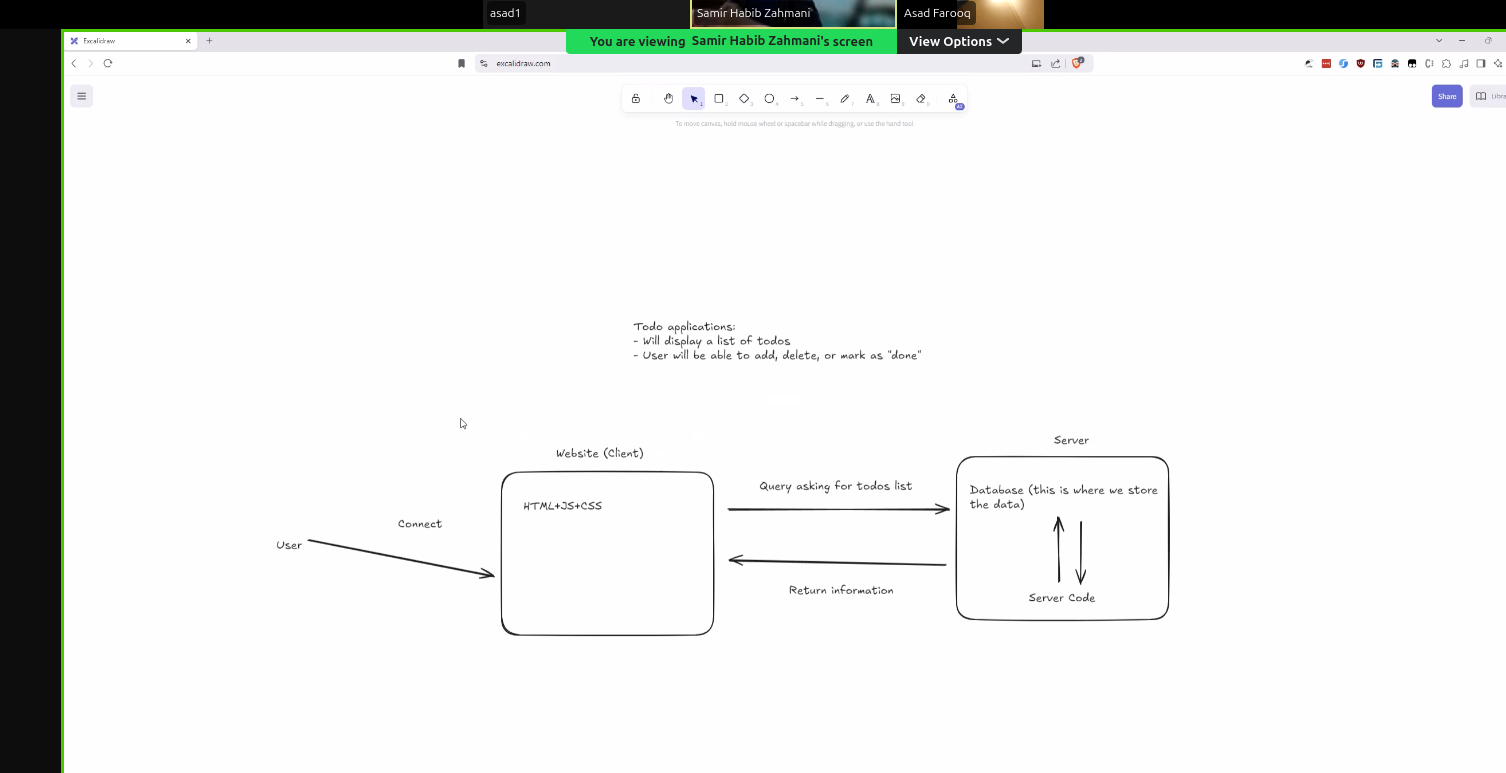 asad1
Samir Habib Zahmani
Asad Farooq
Excalidraw
You are viewing Samir Habib Zahmani's screen
View Options
excalidraw.com
Share
To move canvas, hold mouse wheel or spacebar while dragging, or use the hand tool
Todo applications:
- Will display a list of todos
- User will be able to add, delete, or mark as "done"
Server
Website (Client)
Query asking for todos list
Database (this is where we store
the data)
HTML+JS+CSS
Connect
User
Return information
Server Code